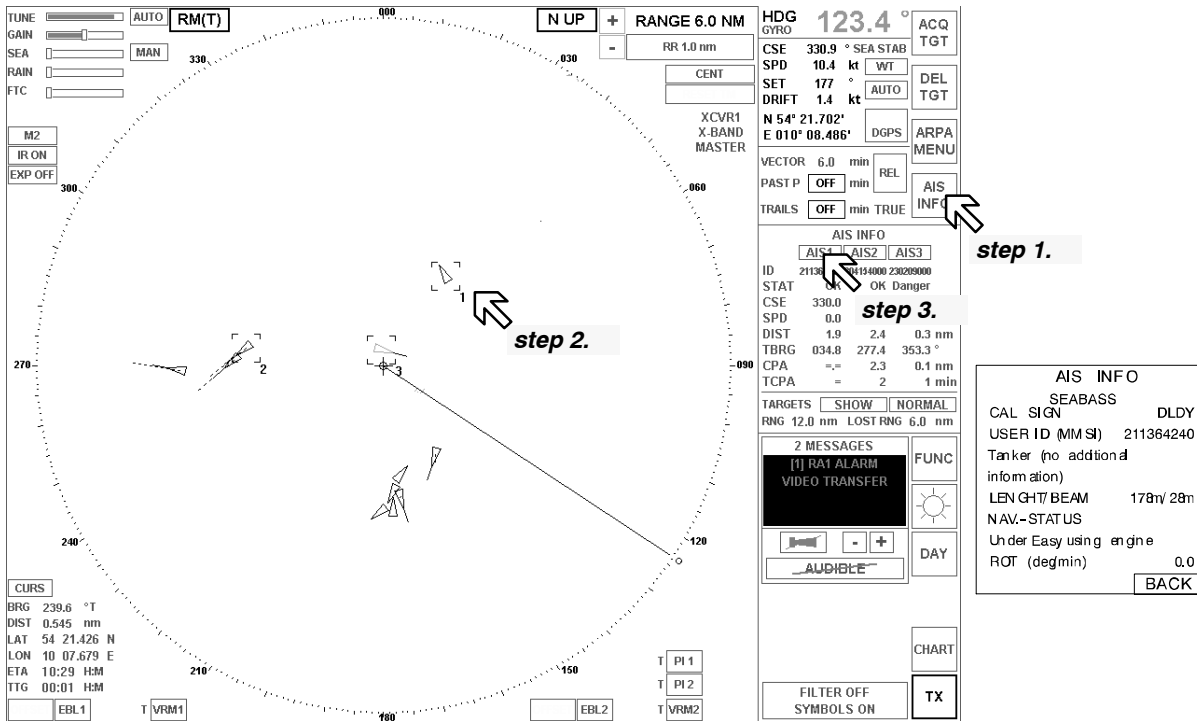 TUNE AUTO RM(T) 000 N UP + RANGE 6.0 NM
GAIN
SEA MAN - RR 1.0 nm
RAIN 330 030 CENT
FTC
XCVR1
X-BAND
MASTER
M2
IR ON
EXP OFF
300 060
1
step 2.
270 2 3 090
240 120
CURS
BRG 239.6 °T
DIST 0.545 nm
LAT 54 21.426 N
LON 10 07.679 E
ETA 10:29 H:M
TTG 00:01 H:M
210 150
T PI 1
T PI 2
EBL1 T VRM1 180 EBL2 T VRM2
HDG 123.4 °
GYRO
CSE 330.9 ° SEA STAB
SPD 10.4 kt WT
SET 177 °
DRIFT 1.4 kt AUTO
N 54° 21.702'
E 010° 08.486' DGPS
VECTOR 6.0 min REL
PAST P OFF min
TRAILS OFF min TRUE
ACQ
TGT
DEL
TGT
ARPA
MENU
AIS
INFO
step 1.
AIS INFO
AIS1 AIS2 AIS3
ID 230209000
STAT OK OK Danger
CSE 330.0
step 3.
SPD 0.0
DIST 1.9 2.4 0.3 nm
TBRG 034.8 277.4 353.3 °
CPA =.= 2.3 0.1 nm
TCPA = 2 1 min
TARGETS SHOW NORMAL
RNG 12.0 nm LOST RNG 6.0 nm
2 MESSAGES
[1] RA1 ALARM
VIDEO TRANSFER
- +
AUDIBLE
FUNC
DAY
CHART
FILTER OFF
SYMBOLS ON
TX
AIS INFO
SEABASS
CAL SIGN DLDY
USER ID (MMSI) 211364240
Tanker (no additional
information)
LENGHT/BEAM 178m/28m
NAV.-STATUS
Under Easy using engine
ROT (deg/min) 0.0
BACK